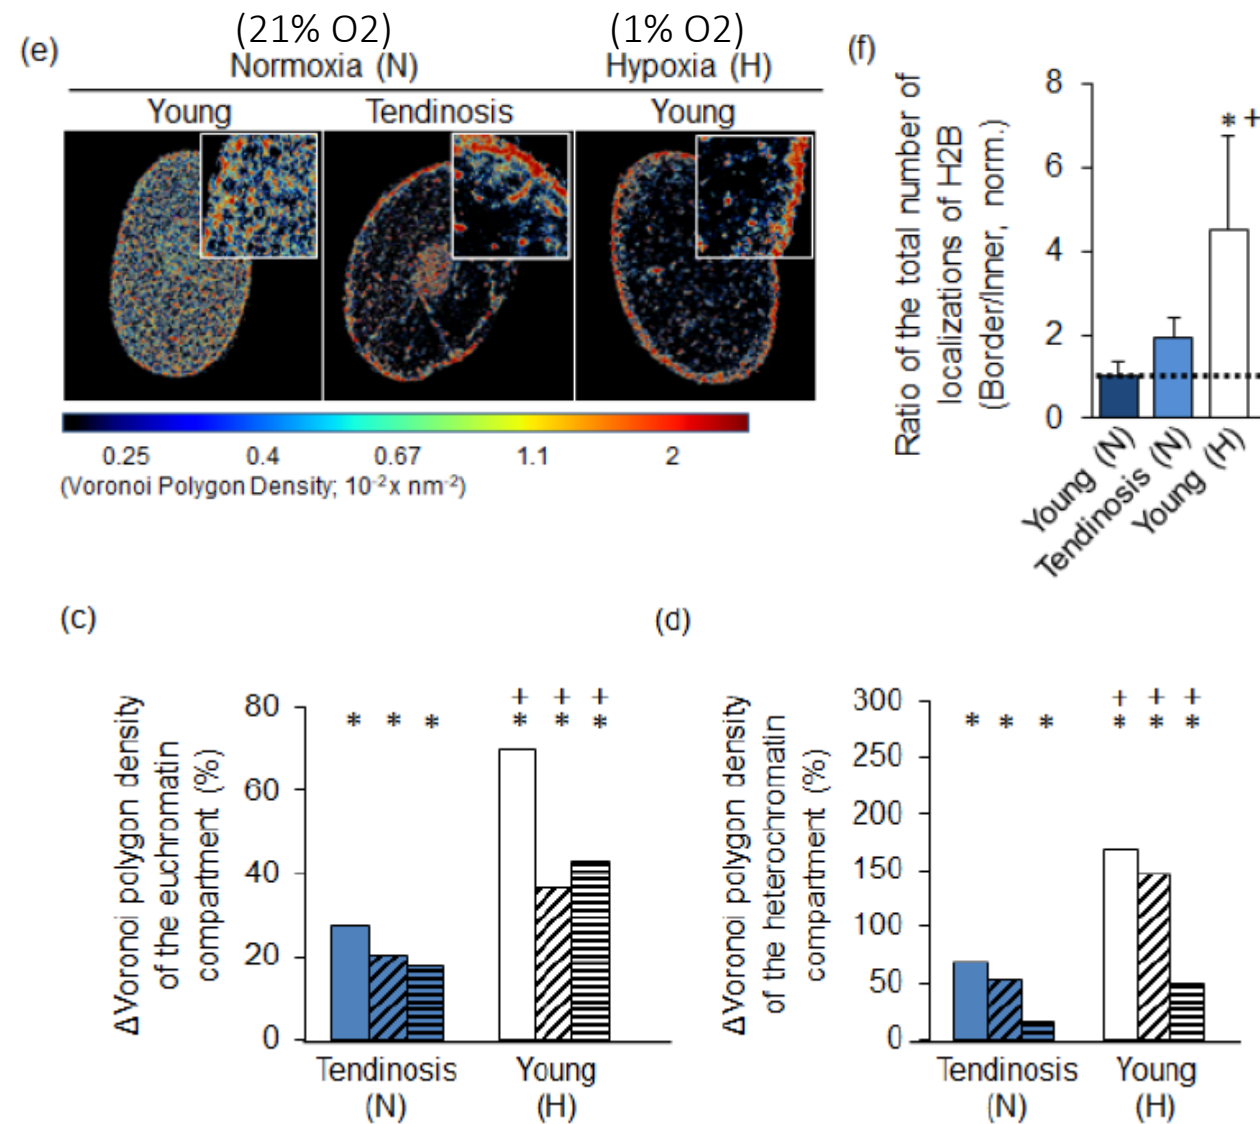 (e)
(21% O2)
(1% O2)
Normoxia (N)
Hypoxia (H)
Young
Tendinosis
Young
0.25
0.4
0.67
1.1
2
(Voronoi Polygon Density; 10⁻² x nm⁻²)
(f)
Ratio of the total number of
localizations of H2B
(Border/Inner, norm.)
8
6
4
2
0
* +
Young (N)
Tendinosis (N)
Young (H)
(c)
ΔVoronoi polygon density
of the euchromatin
compartment (%)
80
60
40
20
0
* * *
+ + +
* * *
Tendinosis
(N)
Young
(H)
(d)
ΔVoronoi polygon density
of the heterochromatin
compartment (%)
300
250
200
150
100
50
0
* * *
+ + +
* * *
Tendinosis
(N)
Young
(H)